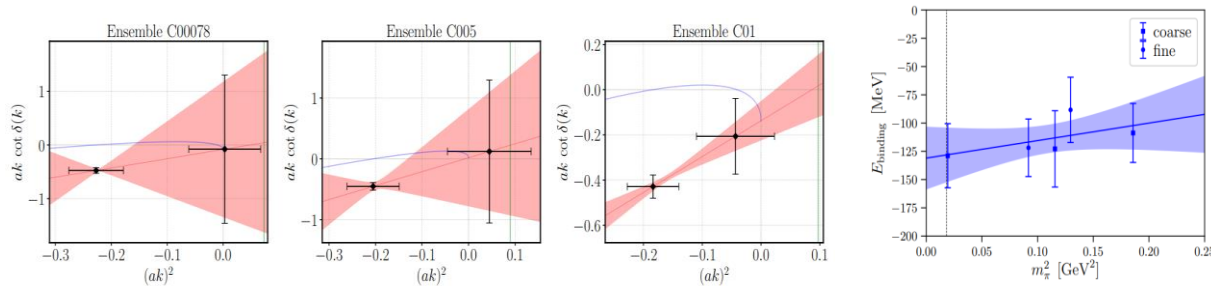 Ensemble C00078
ak cot δ(k)
1
0
−1
−0.3 −0.2 −0.1 0.0
(ak)²
Ensemble C005
ak cot δ(k)
1
0
−1
−0.3 −0.2 −0.1 0.0 0.1
(ak)²
Ensemble C01
ak cot δ(k)
0.2
0.0
−0.2
−0.4
−0.6
−0.2 −0.1 0.0 0.1
(ak)²
E_binding [MeV]
0
−25
−50
−75
−100
−125
−150
−175
−200
coarse
fine
0.00 0.05 0.10 0.15 0.20 0.25
m_π² [GeV²]